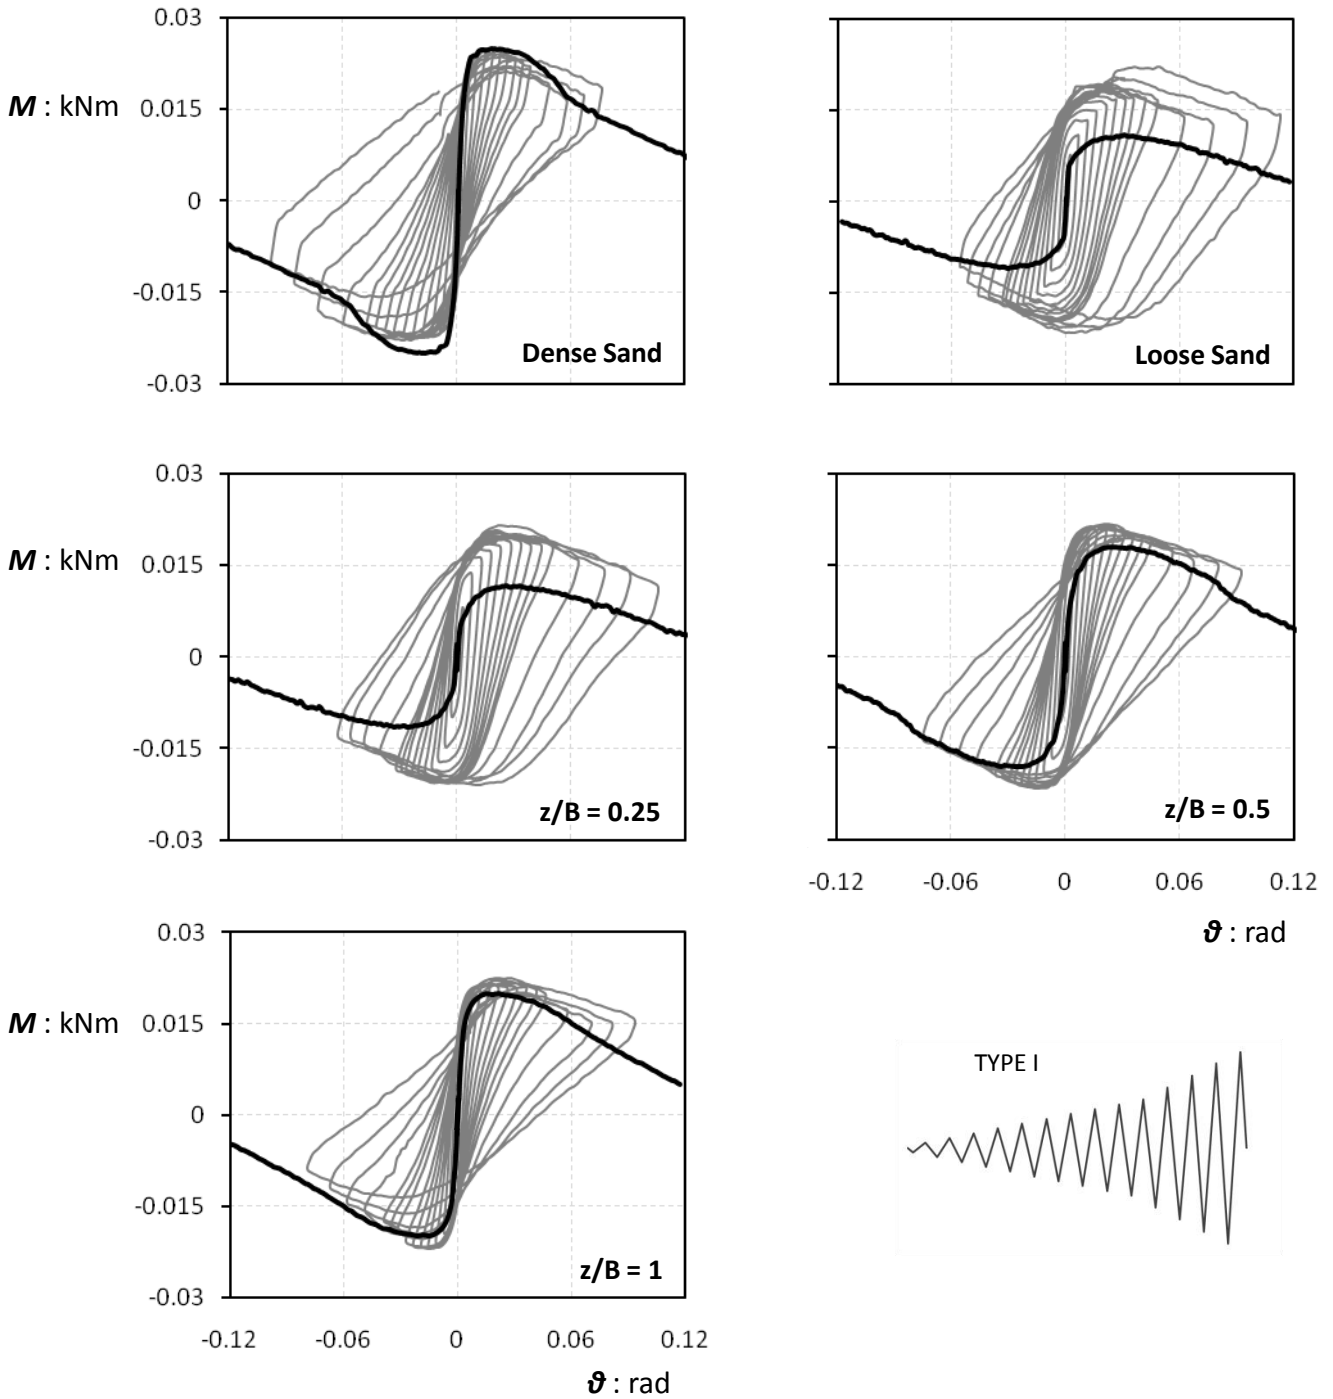 0.03
M : kNm
0.015
0
-0.015
-0.03
Dense Sand
Loose Sand
0.03
M : kNm
0.015
0
-0.015
-0.03
z/B = 0.25
z/B = 0.5
-0.12 -0.06 0 0.06 0.12
ϑ : rad
0.03
M : kNm
0.015
0
-0.015
-0.03
z/B = 1
-0.12 -0.06 0 0.06 0.12
ϑ : rad
TYPE I